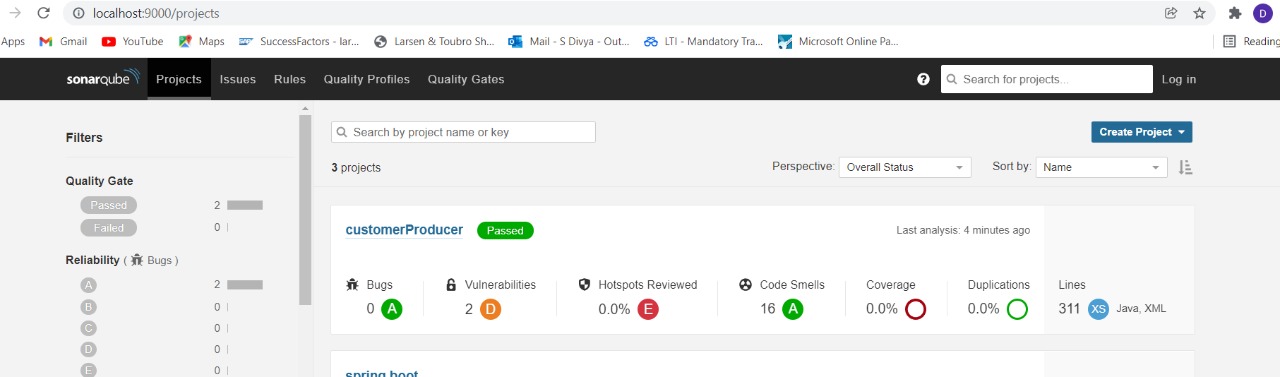 localhost:9000/projects
D
Apps Gmail YouTube Maps SuccessFactors - lar... Larsen & Toubro Sh... Mail - S Divya - Out... LTI - Mandatory Tra... Microsoft Online Pa... Reading
sonarqube Projects Issues Rules Quality Profiles Quality Gates ? Search for projects... Log in
Filters
Search by project name or key
Create Project
3 projects
Perspective: Overall Status
Sort by: Name
Quality Gate
Passed 2
Failed 0
Reliability ( Bugs )
A 2
B 0
C 0
D 0
E 0
customerProducer Passed
Last analysis: 4 minutes ago
Bugs Vulnerabilities Hotspots Reviewed Code Smells Coverage Duplications Lines
0 A 2 D 0.0% E 16 A 0.0% 0.0% 311 XS Java, XML
spring boot